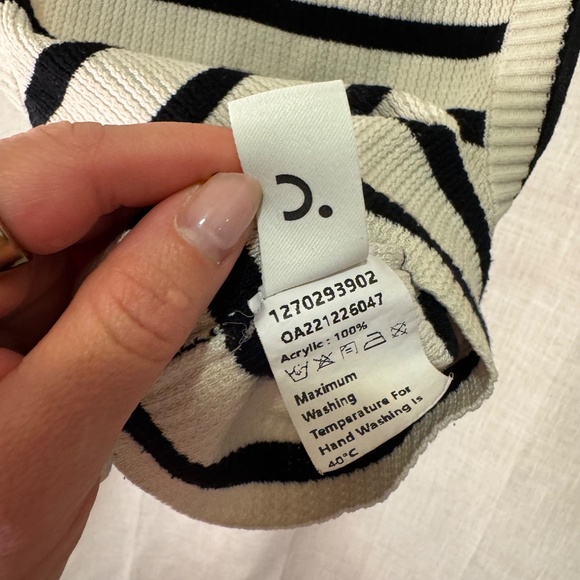 1270293902
OA221226047
Acrylic : 100%
Maximum
Washing
Temperature For
Hand Washing Is
40°C